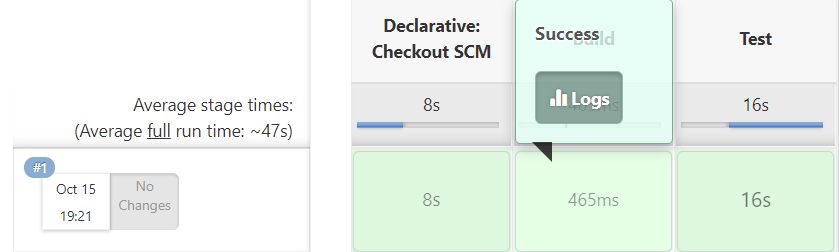 Declarative:
Checkout SCM
Success
Build
Test
Logs
Average stage times:
(Average full run time: ~47s)
8s
16s
#1
Oct 15
19:21
No
Changes
8s
465ms
16s